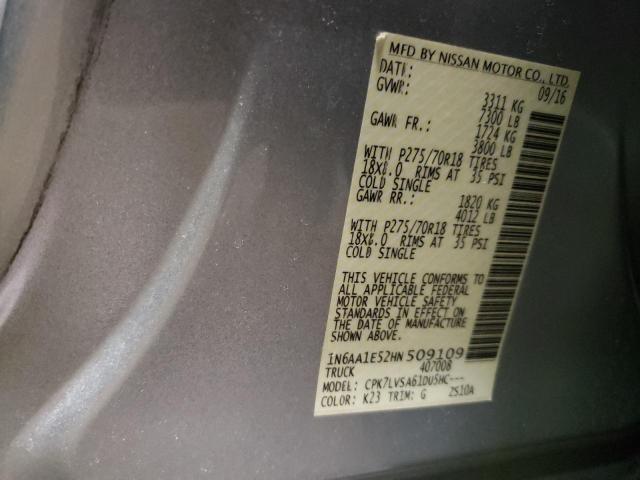 MFD BY NISSAN MOTOR CO., LTD.
DATE: 09/16
GVWR: 3311 KG
7300 LB
GAWR FR.: 1724 KG
3800 LB
WITH P275/70R18 TIRES
18X8.0 RIMS AT 35 PSI
COLD SINGLE
GAWR RR.: 1820 KG
4012 LB
WITH P275/70R18 TIRES
18X8.0 RIMS AT 35 PSI
COLD SINGLE
THIS VEHICLE CONFORMS TO
ALL APPLICABLE FEDERAL
MOTOR VEHICLE SAFETY
STANDARDS IN EFFECT ON
THE DATE OF MANUFACTURE
1N6AA1E52HN509109
TRUCK 407008
MODEL: CPK7LVSA61DU5HC---
COLOR: K23 TRIM: G 2S10A